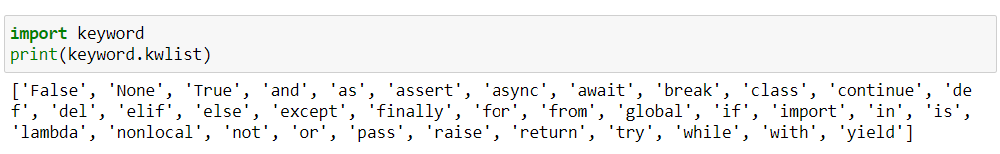 import keyword
print(keyword.kwlist)
['False', 'None', 'True', 'and', 'as', 'assert', 'async', 'await', 'break', 'class', 'continue', 'de
f', 'del', 'elif', 'else', 'except', 'finally', 'for', 'from', 'global', 'if', 'import', 'in', 'is',
'lambda', 'nonlocal', 'not', 'or', 'pass', 'raise', 'return', 'try', 'while', 'with', 'yield']